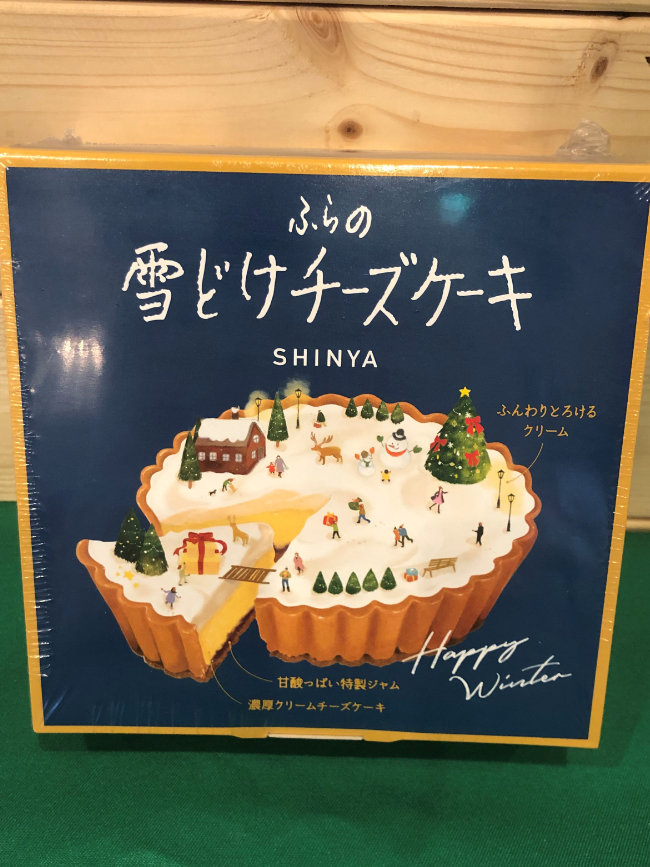 ふらの
雪どけチーズケーキ
SHINYA
ふんわりとろける
クリーム
甘酸っぱい特製ジャム
濃厚クリームチーズケーキ
Happy
Winter